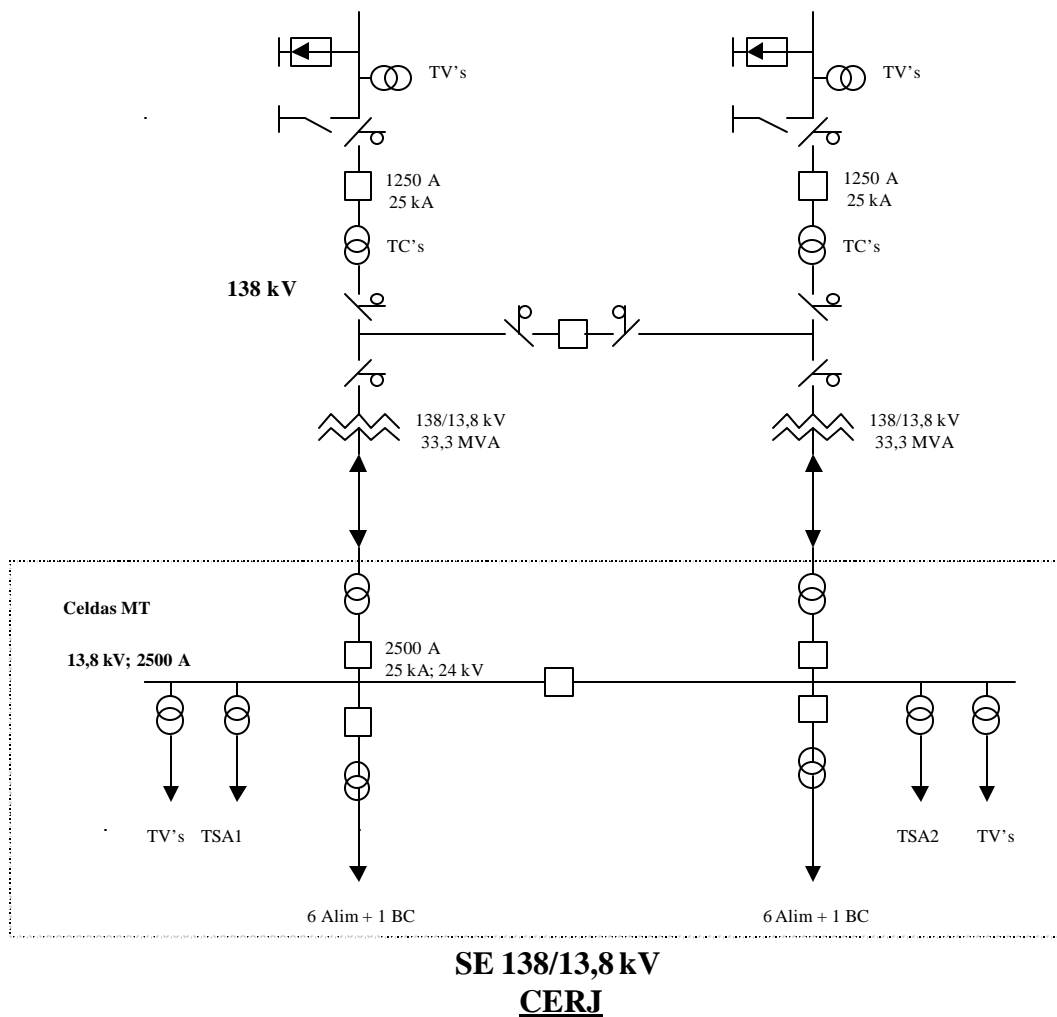 TV's
TV's
1250 A
25 kA
1250 A
25 kA
TC's
TC's
138 kV
138/13,8 kV
33,3 MVA
138/13,8 kV
33,3 MVA
Celdas MT
13,8 kV; 2500 A
2500 A
25 kA; 24 kV
TV's
TSA1
TSA2
TV's
6 Alim + 1 BC
6 Alim + 1 BC
SE 138/13,8 kV
CERJ